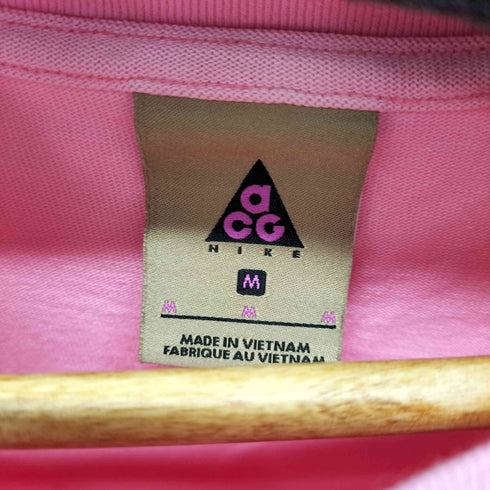 acG
NIKE
M
M M M
MADE IN VIETNAM
FABRIQUE AU VIETNAM